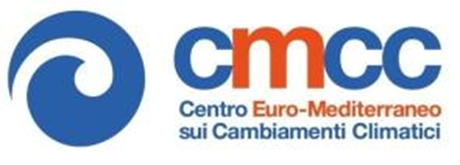 cmcc
Centro Euro-Mediterraneo
sui Cambiamenti Climatici